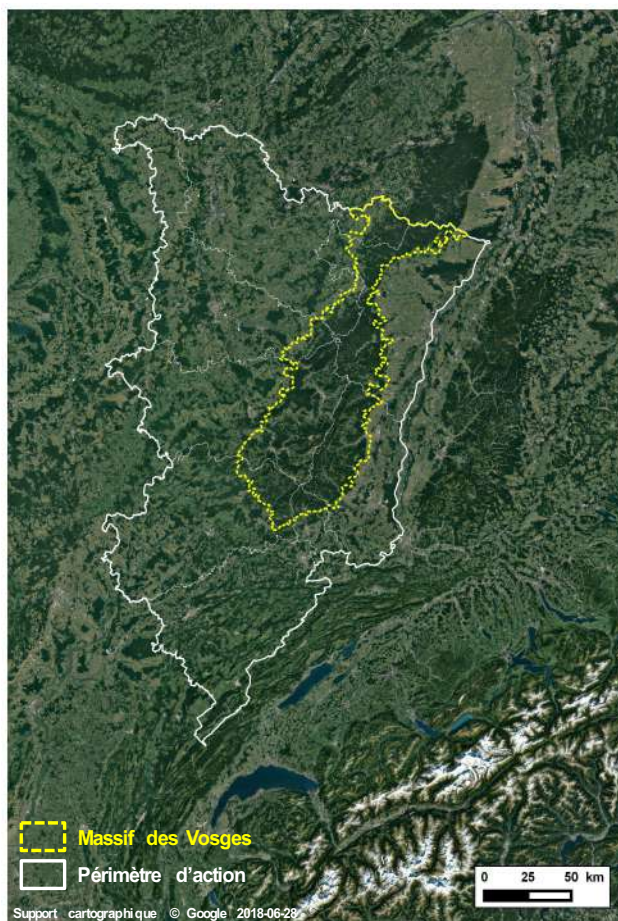 Massif des Vosges
Périmètre d'action
0 25 50 km
Support cartographique © Google 2018-06-28